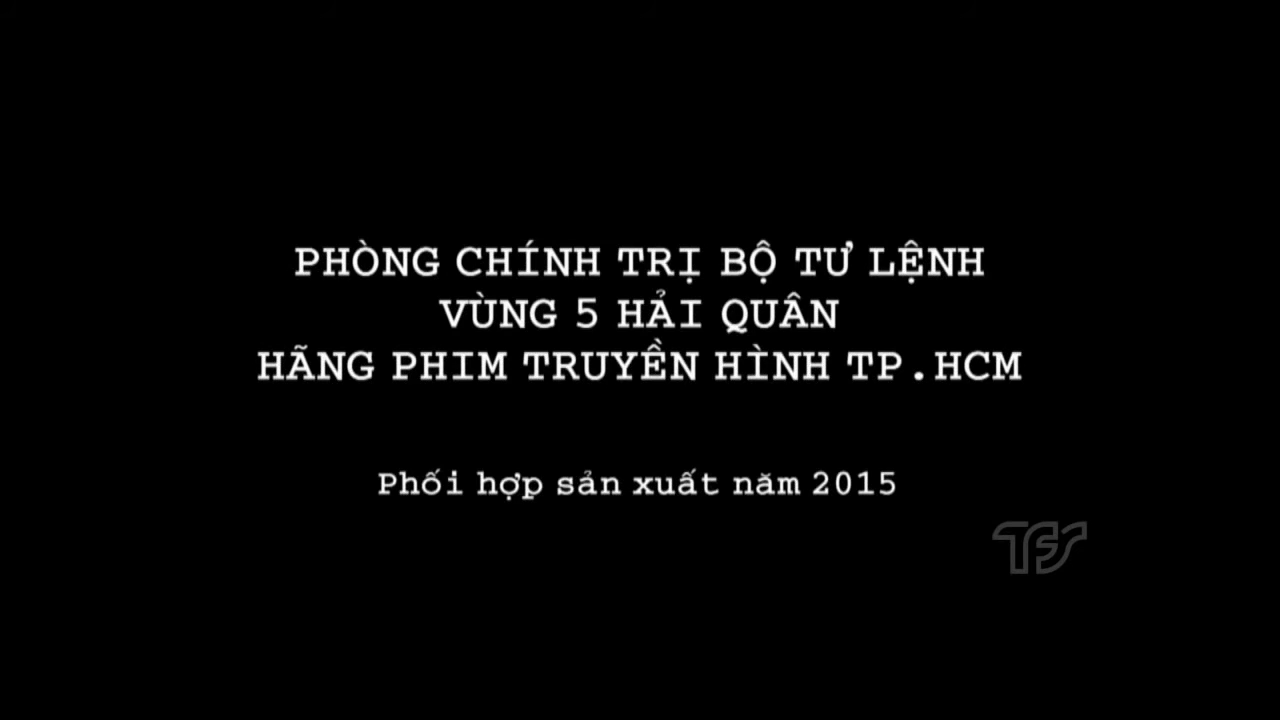 PHÒNG CHÍNH TRỊ BỘ TƯ LỆNH
VÙNG 5 HẢI QUÂN
HÃNG PHIM TRUYỀN HÌNH TP.HCM
Phối hợp sản xuất năm 2015
TFS